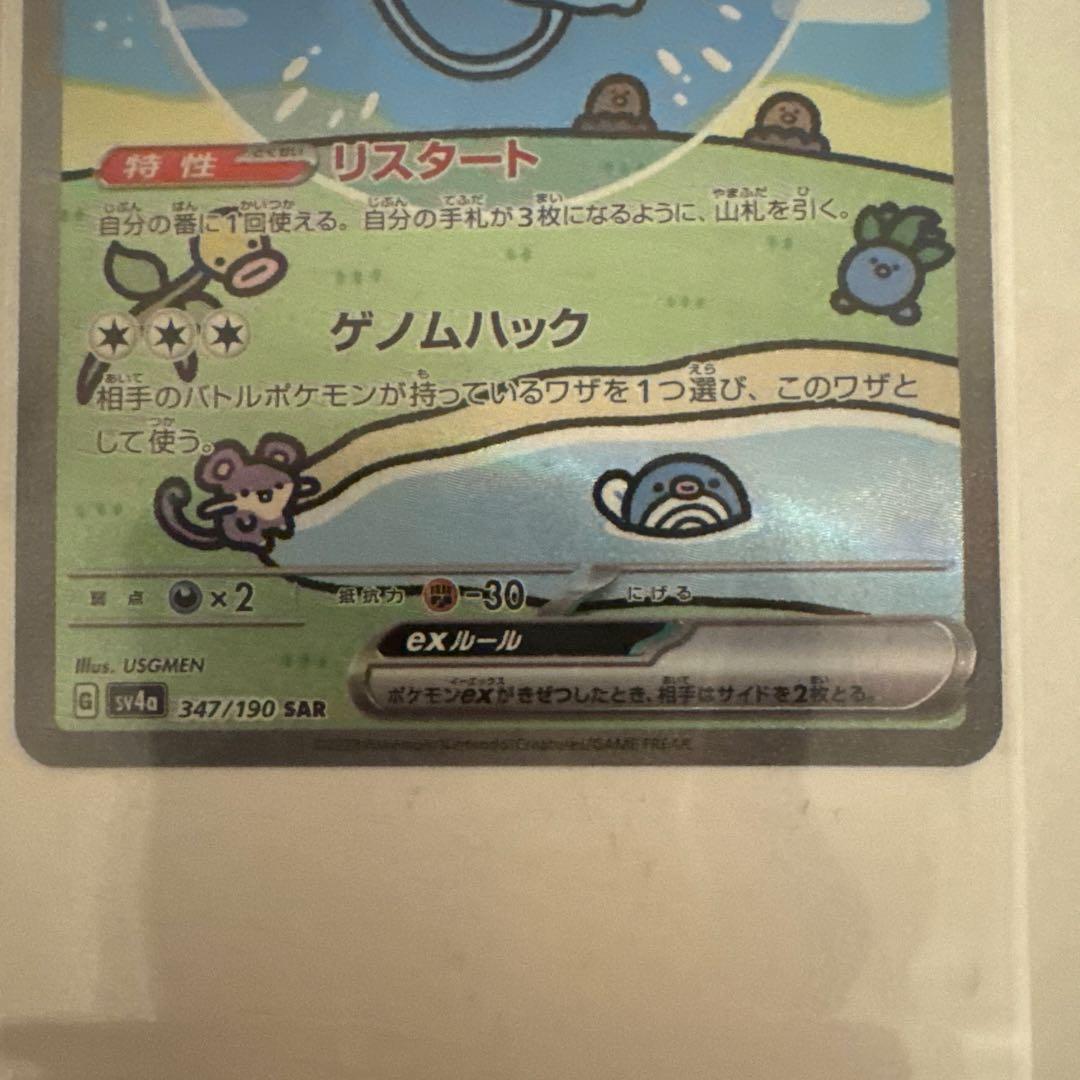 特性 リスタート
自分の番に1回使える。自分の手札が3枚になるように、山札を引く。
ゲノムハック
相手のバトルポケモンが持っているワザを1つ選び、このワザと
して使う。
弱点 ×2 抵抗力 -30 にげる
exルール
ポケモンexがきぜつしたとき、相手はサイドを2枚とる。
Illus. USGMEN
G sv4a 347/190 SAR